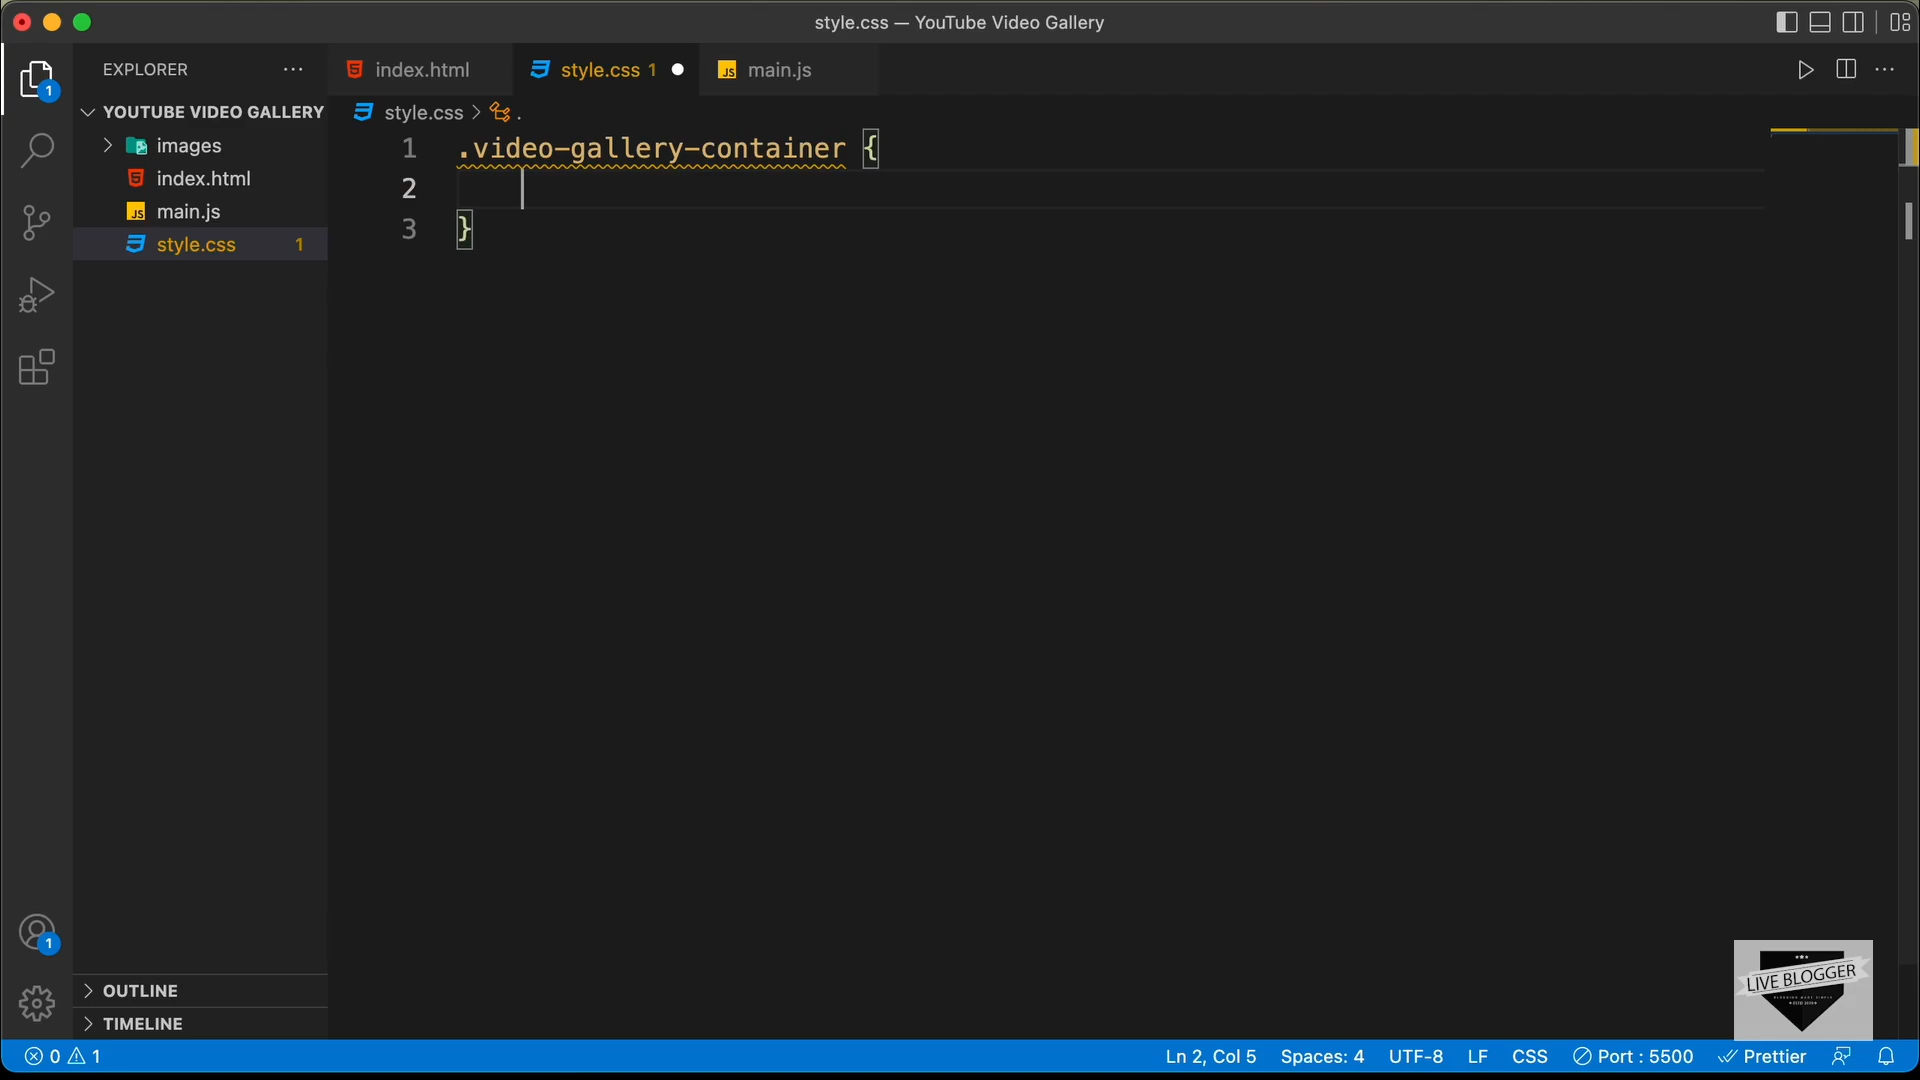 style.css — YouTube Video Gallery
1
EXPLORER
YOUTUBE VIDEO GALLERY
images
index.html
main.js
style.css 1
OUTLINE
TIMELINE
1
index.html
style.css 1
main.js
style.css > .
1 .video-gallery-container {
2
3 }
LIVE BLOGGER
0 1
Ln 2, Col 5 Spaces: 4 UTF-8 LF CSS Port : 5500 Prettier